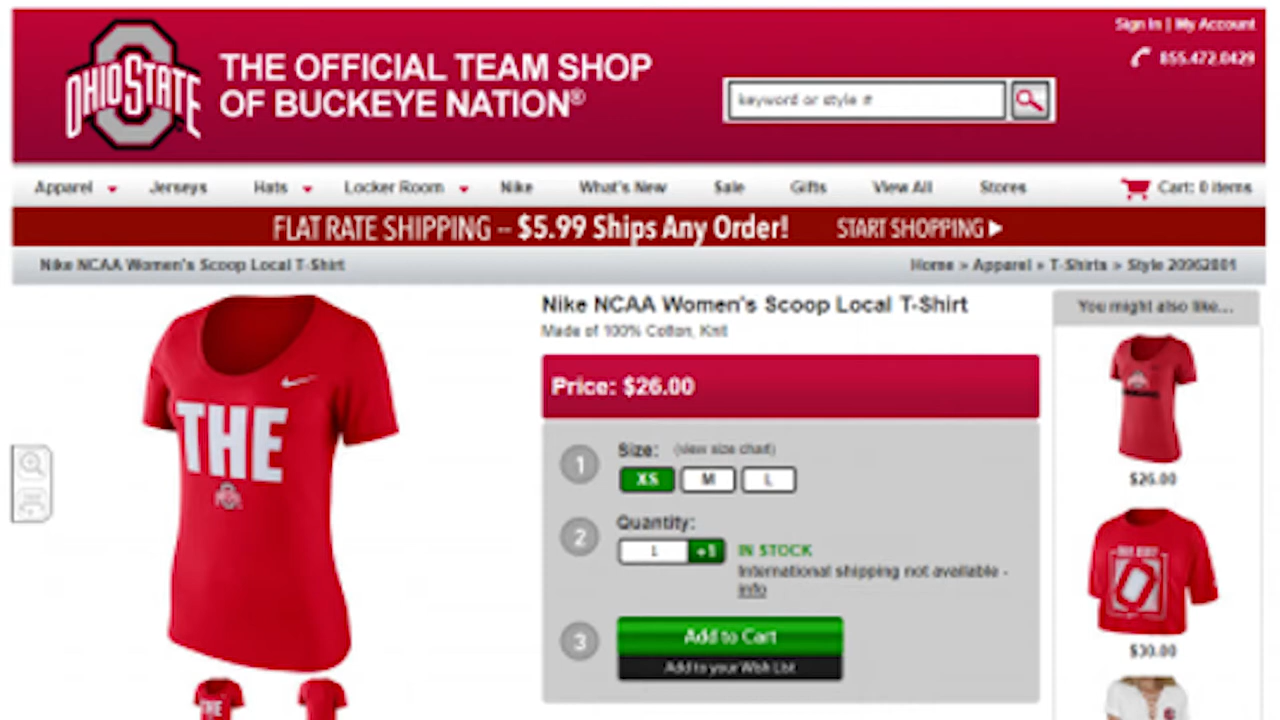 Sign In | My Account
855.472.0429
OHIO STATE
THE OFFICIAL TEAM SHOP
OF BUCKEYE NATION®
keyword or style #
Apparel Jerseys Hats Locker Room Nike What's New Sale Gifts View All Stores Cart: 0 items
FLAT RATE SHIPPING -- $5.99 Ships Any Order! START SHOPPING ▶
Nike NCAA Women's Scoop Local T-Shirt
Home > Apparel > T-Shirts > Style 20962801
Nike NCAA Women's Scoop Local T-Shirt
Made of 100% Cotton, Knit
Price: $26.00
1 Size: (view size chart)
XS M L
2 Quantity:
1 +1 IN STOCK
International shipping not available -
info
3 Add to Cart
Add to your Wish List
THE
THE
You might also like...
$26.00
$30.00